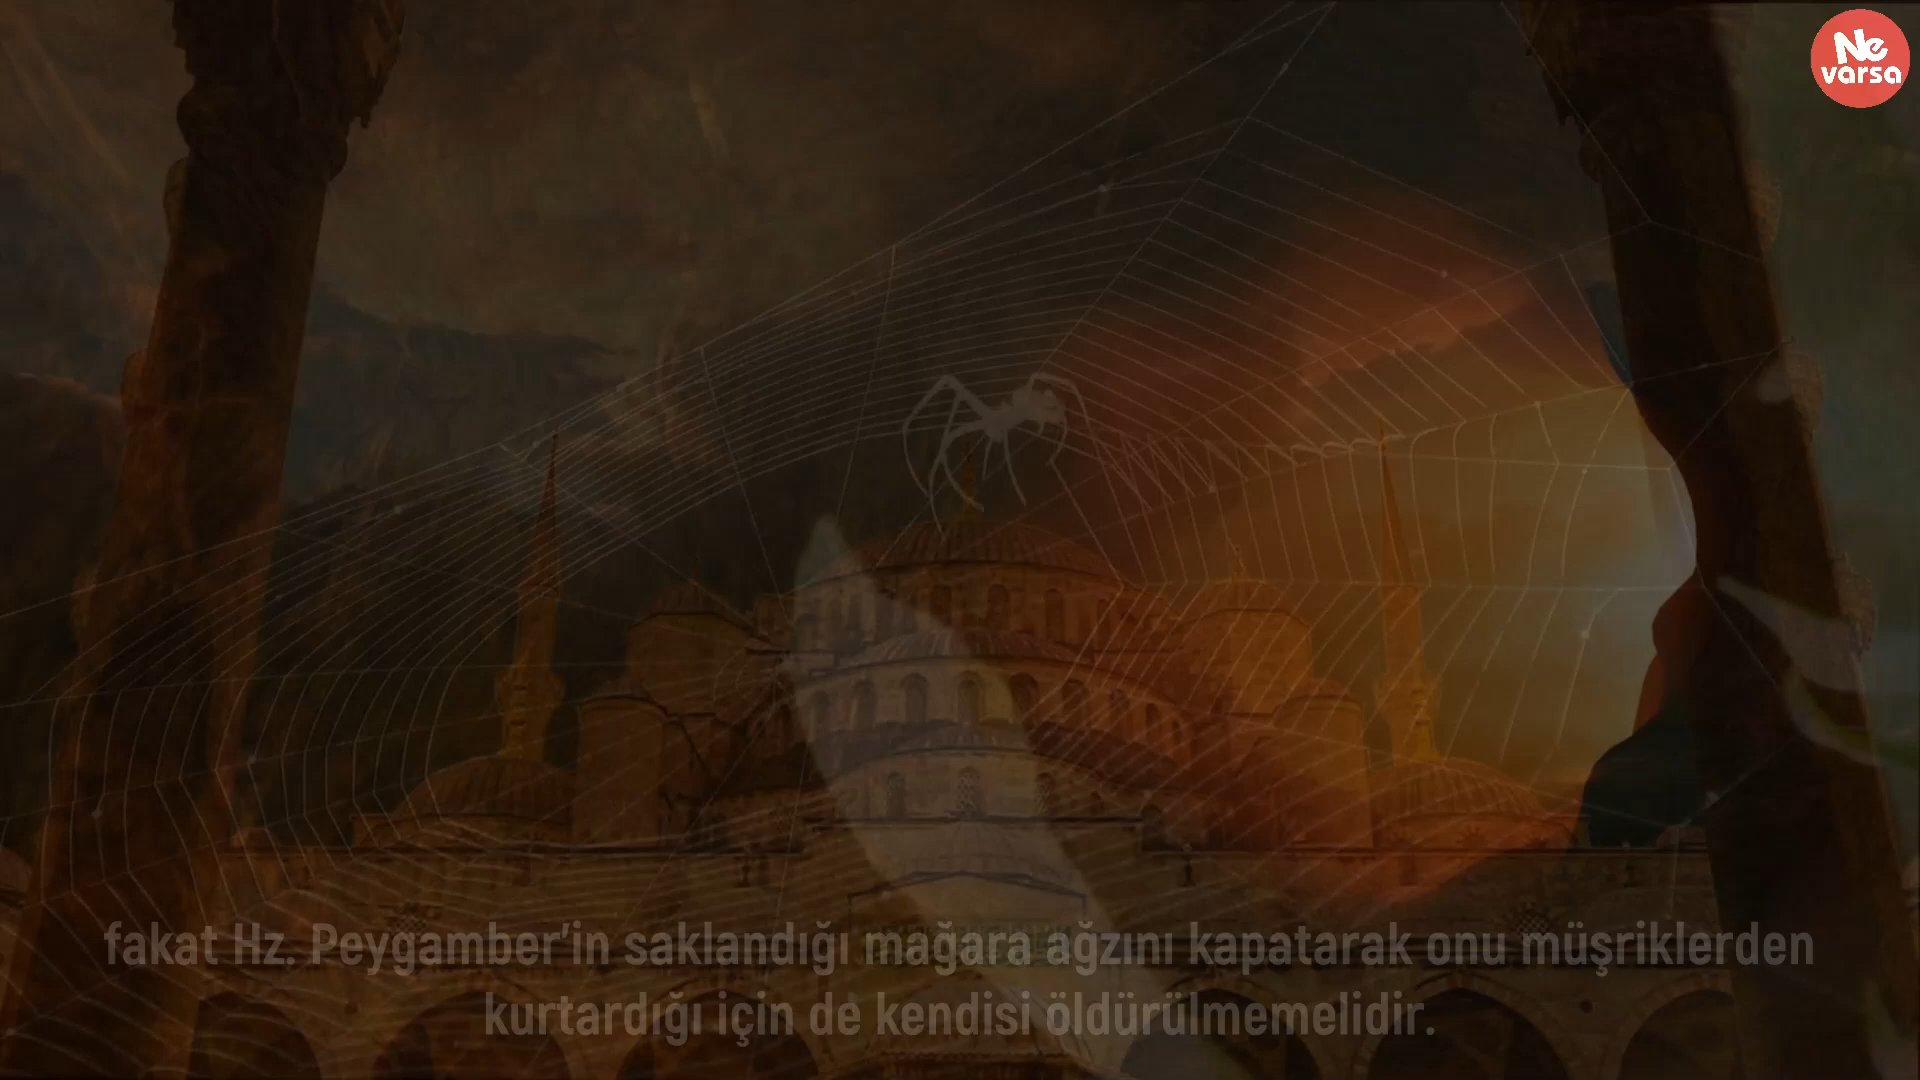 Ne
varsa
fakat Hz. Peygamber'in saklandığı mağara ağzını kapatarak onu müşriklerden
kurtardığı için de kendisi öldürülmemelidir.